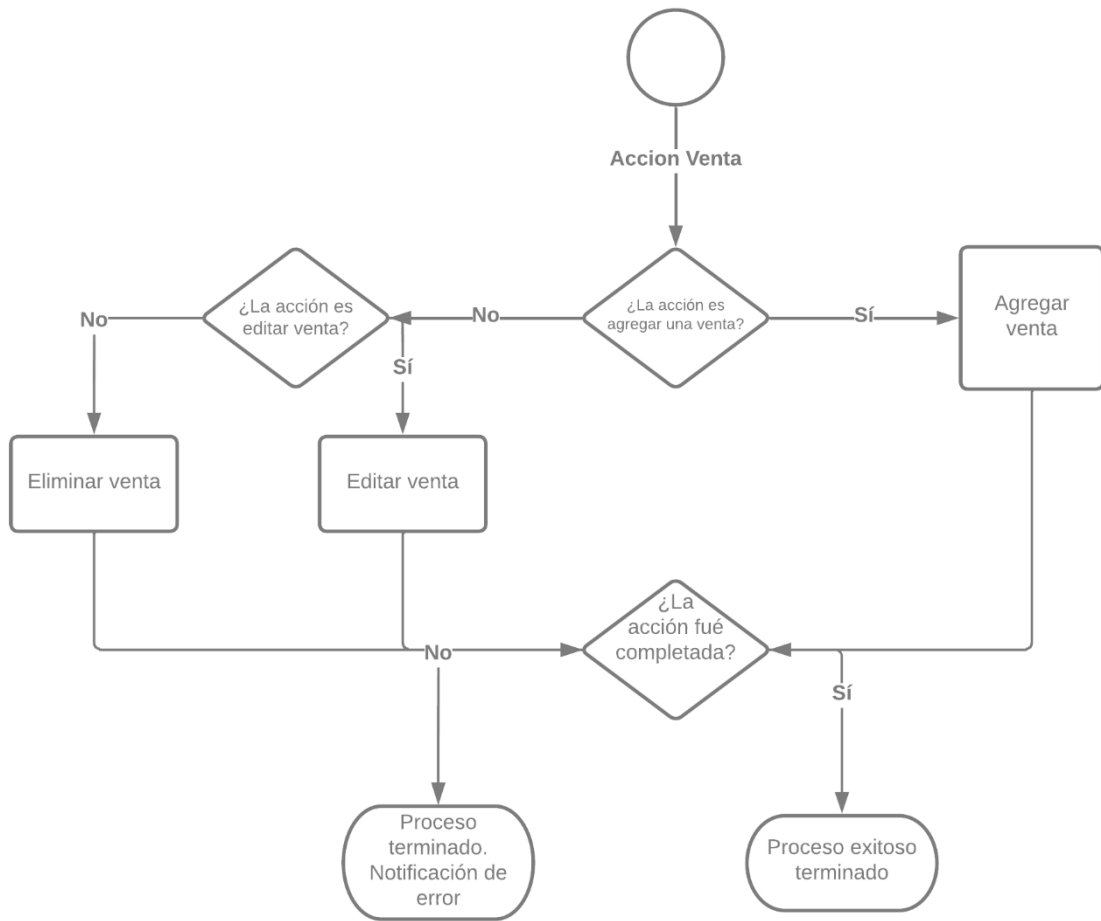 Accion Venta
¿La acción es
editar venta?
No
No
¿La acción es
agregar una venta?
Sí
Agregar
venta
Sí
Eliminar venta
Editar venta
¿La
acción fué
completada?
No
Sí
Proceso
terminado.
Notificación de
error
Proceso exitoso
terminado